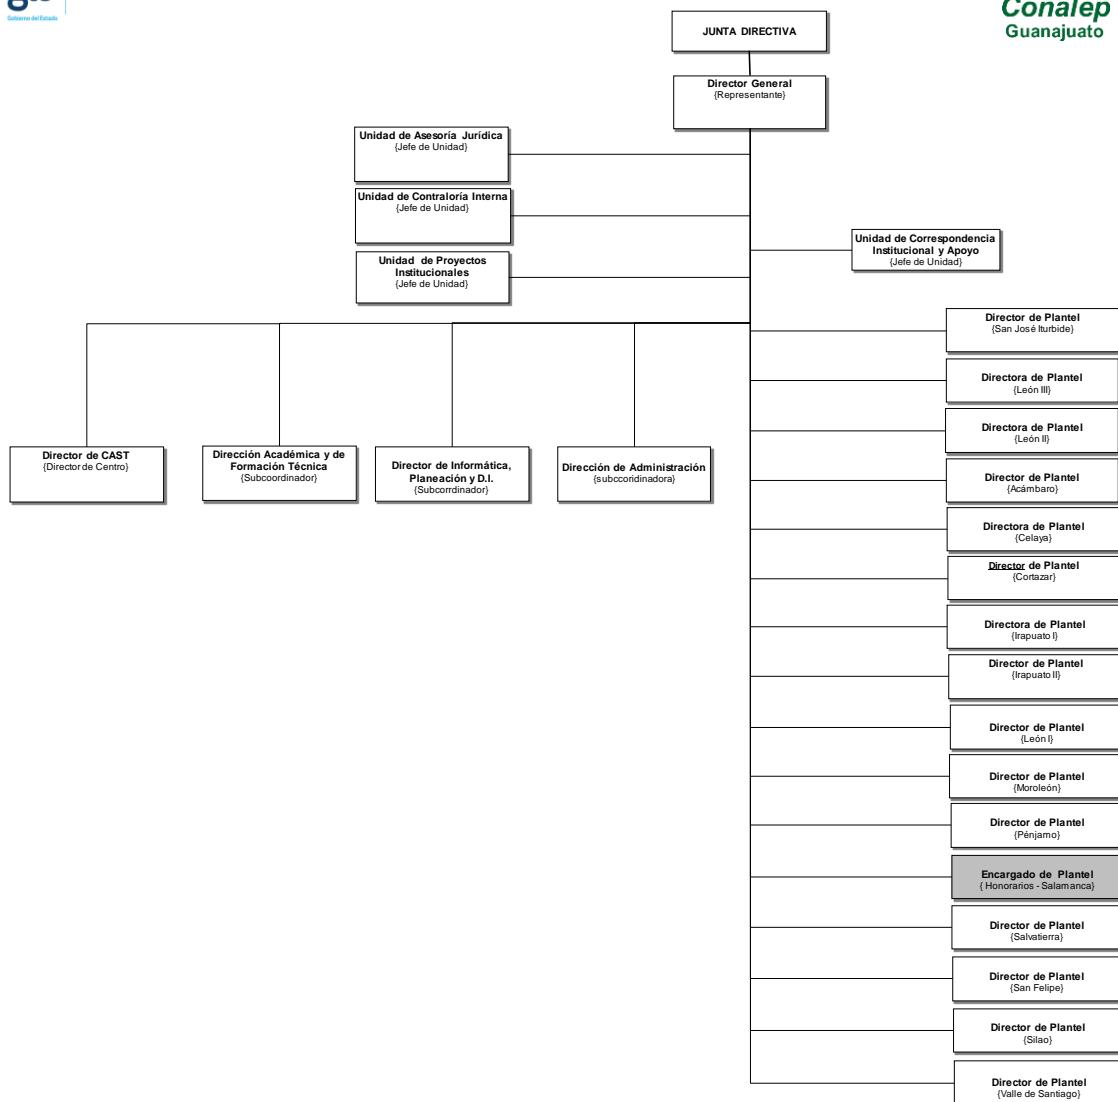 Gobierno del Estado
Conalep
Guanajuato
JUNTA DIRECTIVA
Director General
{Representante}
Unidad de Asesoría Jurídica
{Jefe de Unidad}
Unidad de Contraloría Interna
{Jefe de Unidad}
Unidad de Proyectos
Institucionales
{Jefe de Unidad}
Unidad de Correspondencia
Institucional y Apoyo
{Jefe de Unidad}
Director de CAST
{Director de Centro}
Dirección Académica y de
Formación Técnica
{Subcoordinador}
Director de Informática,
Planeación y D.I.
{Subcorrdinador}
Dirección de Administración
{subccoridinadora}
Director de Plantel
{San José Iturbide}
Directora de Plantel
{León III}
Directora de Plantel
{León II}
Director de Plantel
{Acámbaro}
Directora de Plantel
{Celaya}
Director de Plantel
{Cortazar}
Directora de Plantel
{Irapuato I}
Director de Plantel
{Irapuato II}
Director de Plantel
{León I}
Director de Plantel
{Moroleón}
Director de Plantel
{Pénjamo}
Encargado de Plantel
{ Honorarios - Salamanca}
Director de Plantel
{Salvatierra}
Director de Plantel
{San Felipe}
Director de Plantel
{Silao}
Director de Plantel
{Valle de Santiago}